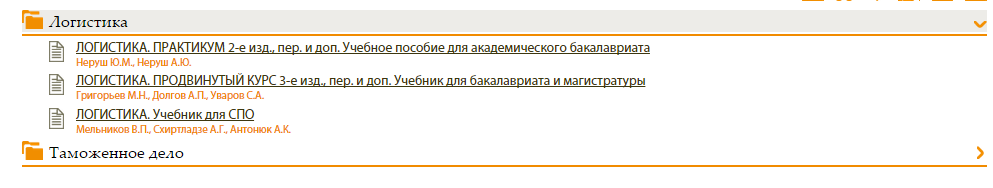 Логистика
ЛОГИСТИКА. ПРАКТИКУМ 2-е изд., пер. и доп. Учебное пособие для академического бакалавриата
Неруш Ю.М., Неруш А.Ю.
ЛОГИСТИКА. ПРОДВИНУТЫЙ КУРС 3-е изд., пер. и доп. Учебник для бакалавриата и магистратуры
Григорьев М.Н., Долгов А.П., Уваров С.А.
ЛОГИСТИКА. Учебник для СПО
Мельников В.П., Схиртладзе А.Г., Антонюк А.К.
Таможенное дело